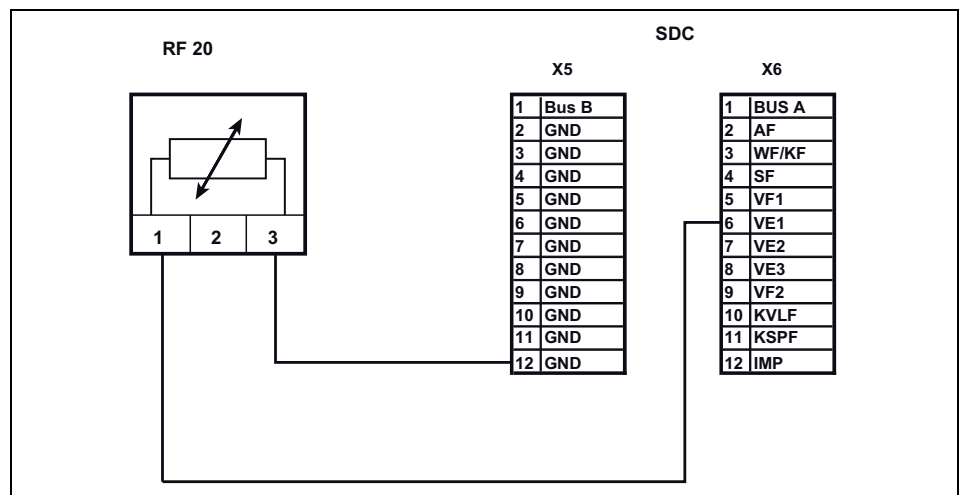 SDC
RF 20
X5
X6
1 Bus B
2 GND
3 GND
4 GND
5 GND
6 GND
7 GND
8 GND
9 GND
10 GND
11 GND
12 GND
1 BUS A
2 AF
3 WF/KF
4 SF
5 VF1
6 VE1
7 VE2
8 VE3
9 VF2
10 KVLF
11 KSPF
12 IMP
1 2 3